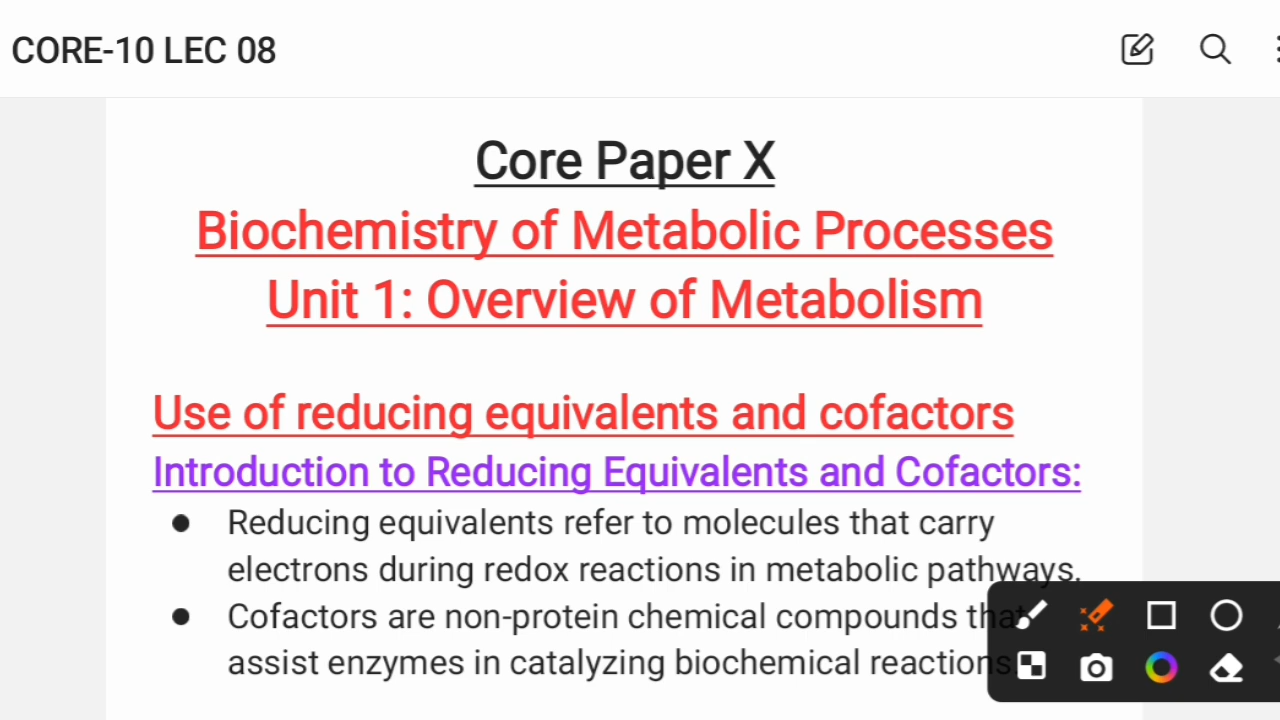 CORE-10 LEC 08
Core Paper X
Biochemistry of Metabolic Processes
Unit 1: Overview of Metabolism
Use of reducing equivalents and cofactors
Introduction to Reducing Equivalents and Cofactors:
● Reducing equivalents refer to molecules that carry
electrons during redox reactions in metabolic pathways.
● Cofactors are non-protein chemical compounds that
assist enzymes in catalyzing biochemical reactions.